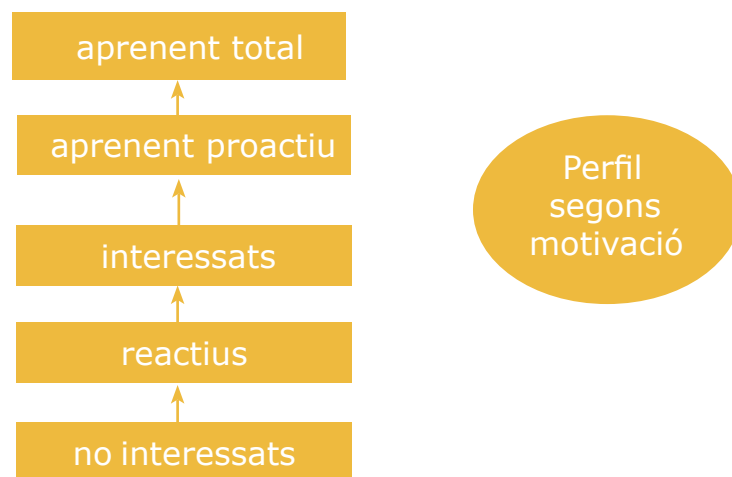 aprenent total
aprenent proactiu
interessats
reactius
no interessats
Perfil
segons
motivació